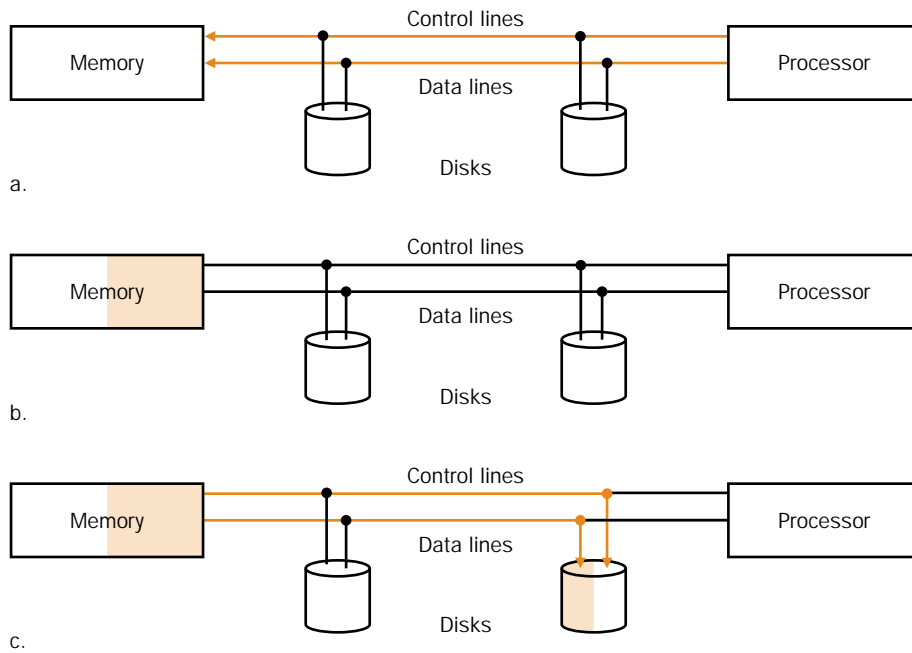 Control lines
Memory
Processor
Data lines
Disks
a.
Control lines
Memory
Processor
Data lines
Disks
b.
Control lines
Memory
Processor
Data lines
Disks
c.